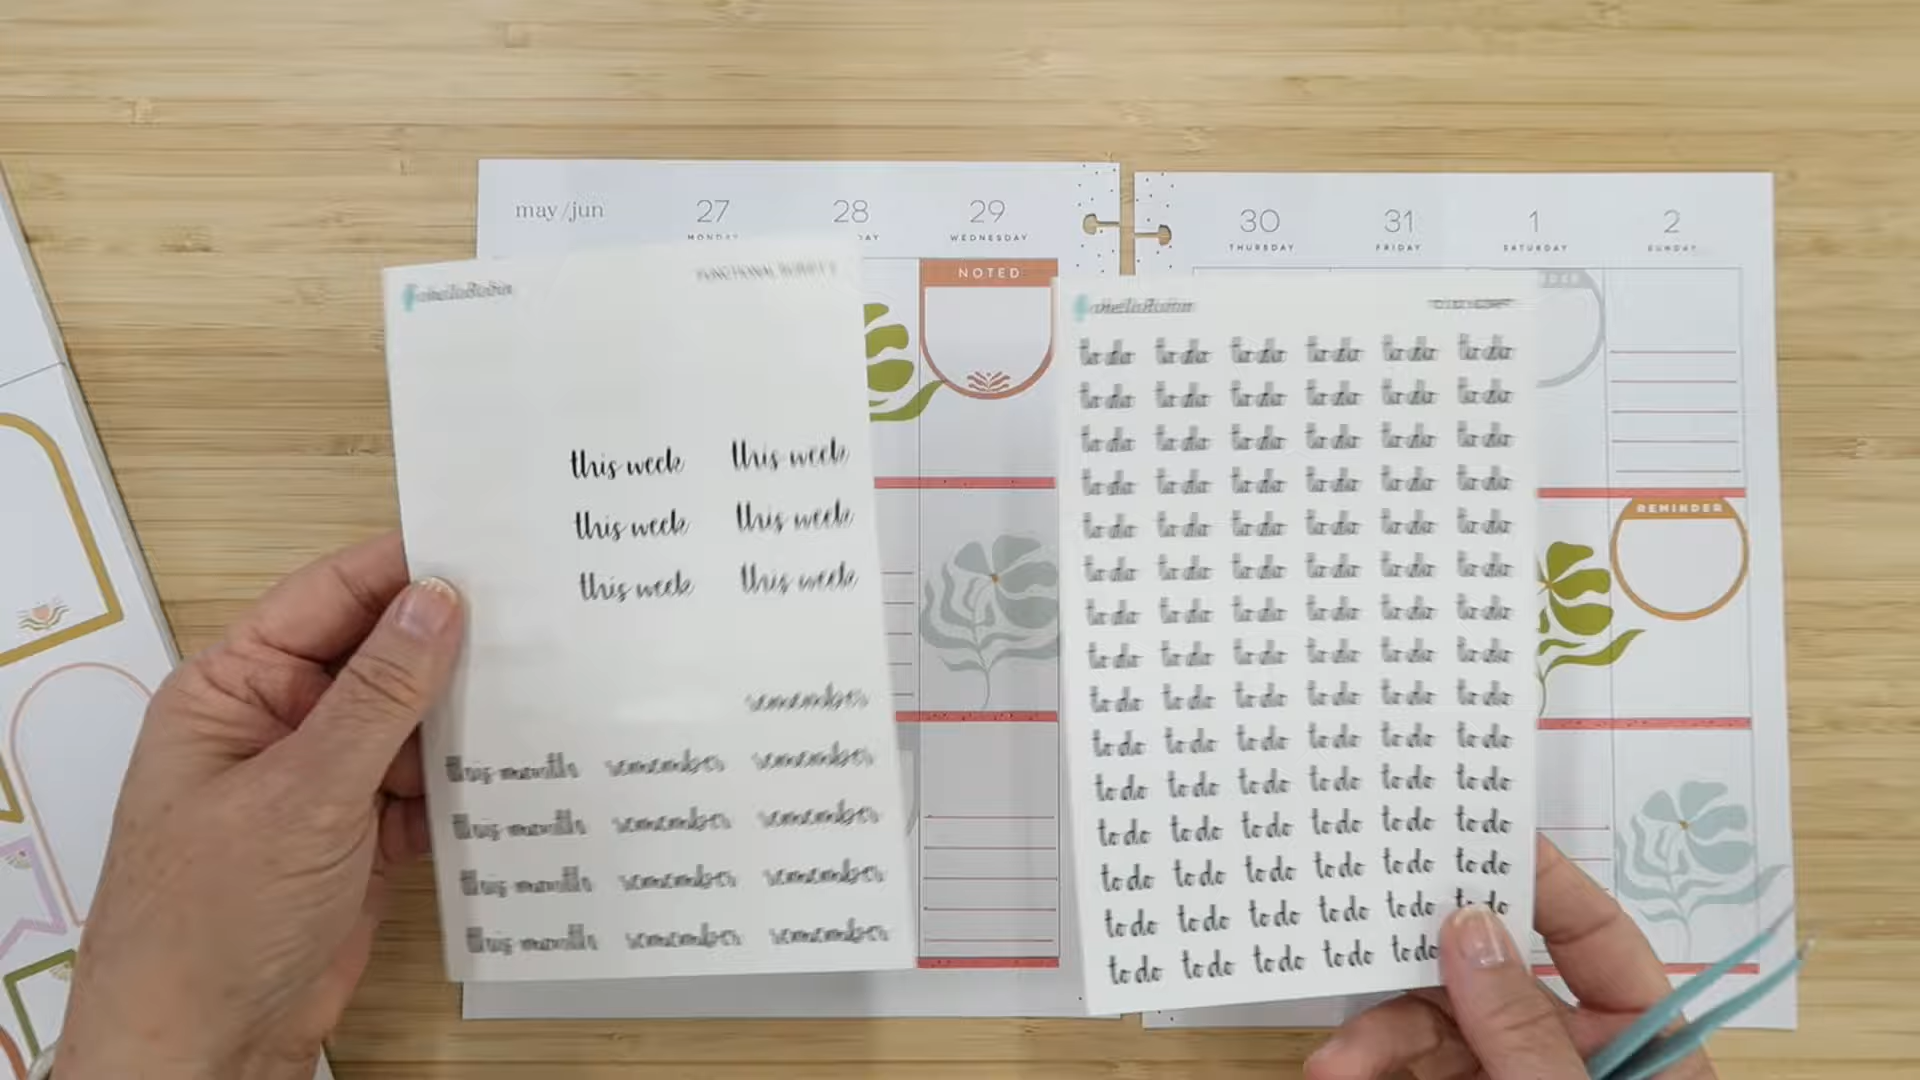 may/jun 27 28 29
MONDAY DAY WEDNESDAY
30 31 1 2
THURSDAY FRIDAY SATURDAY SUNDAY
NOTED
REMINDER
FUNCTIONAL SCRIPT
this week this week
this week this week
this week this week
remember
this month remember remember
this month remember remember
this month remember remember
this month remember remember
to do to do to do to do to do to do
to do to do to do to do to do to do
to do to do to do to do to do to do
to do to do to do to do to do to do
to do to do to do to do to do to do
to do to do to do to do to do to do
to do to do to do to do to do to do
to do to do to do to do to do to do
to do to do to do to do to do to do
to do to do to do to do to do to do
to do to do to do to do to do to do
to do to do to do to do to do to do
to do to do to do to do to do to do
to do to do to do to do to do to do
to do to do to do to do to do